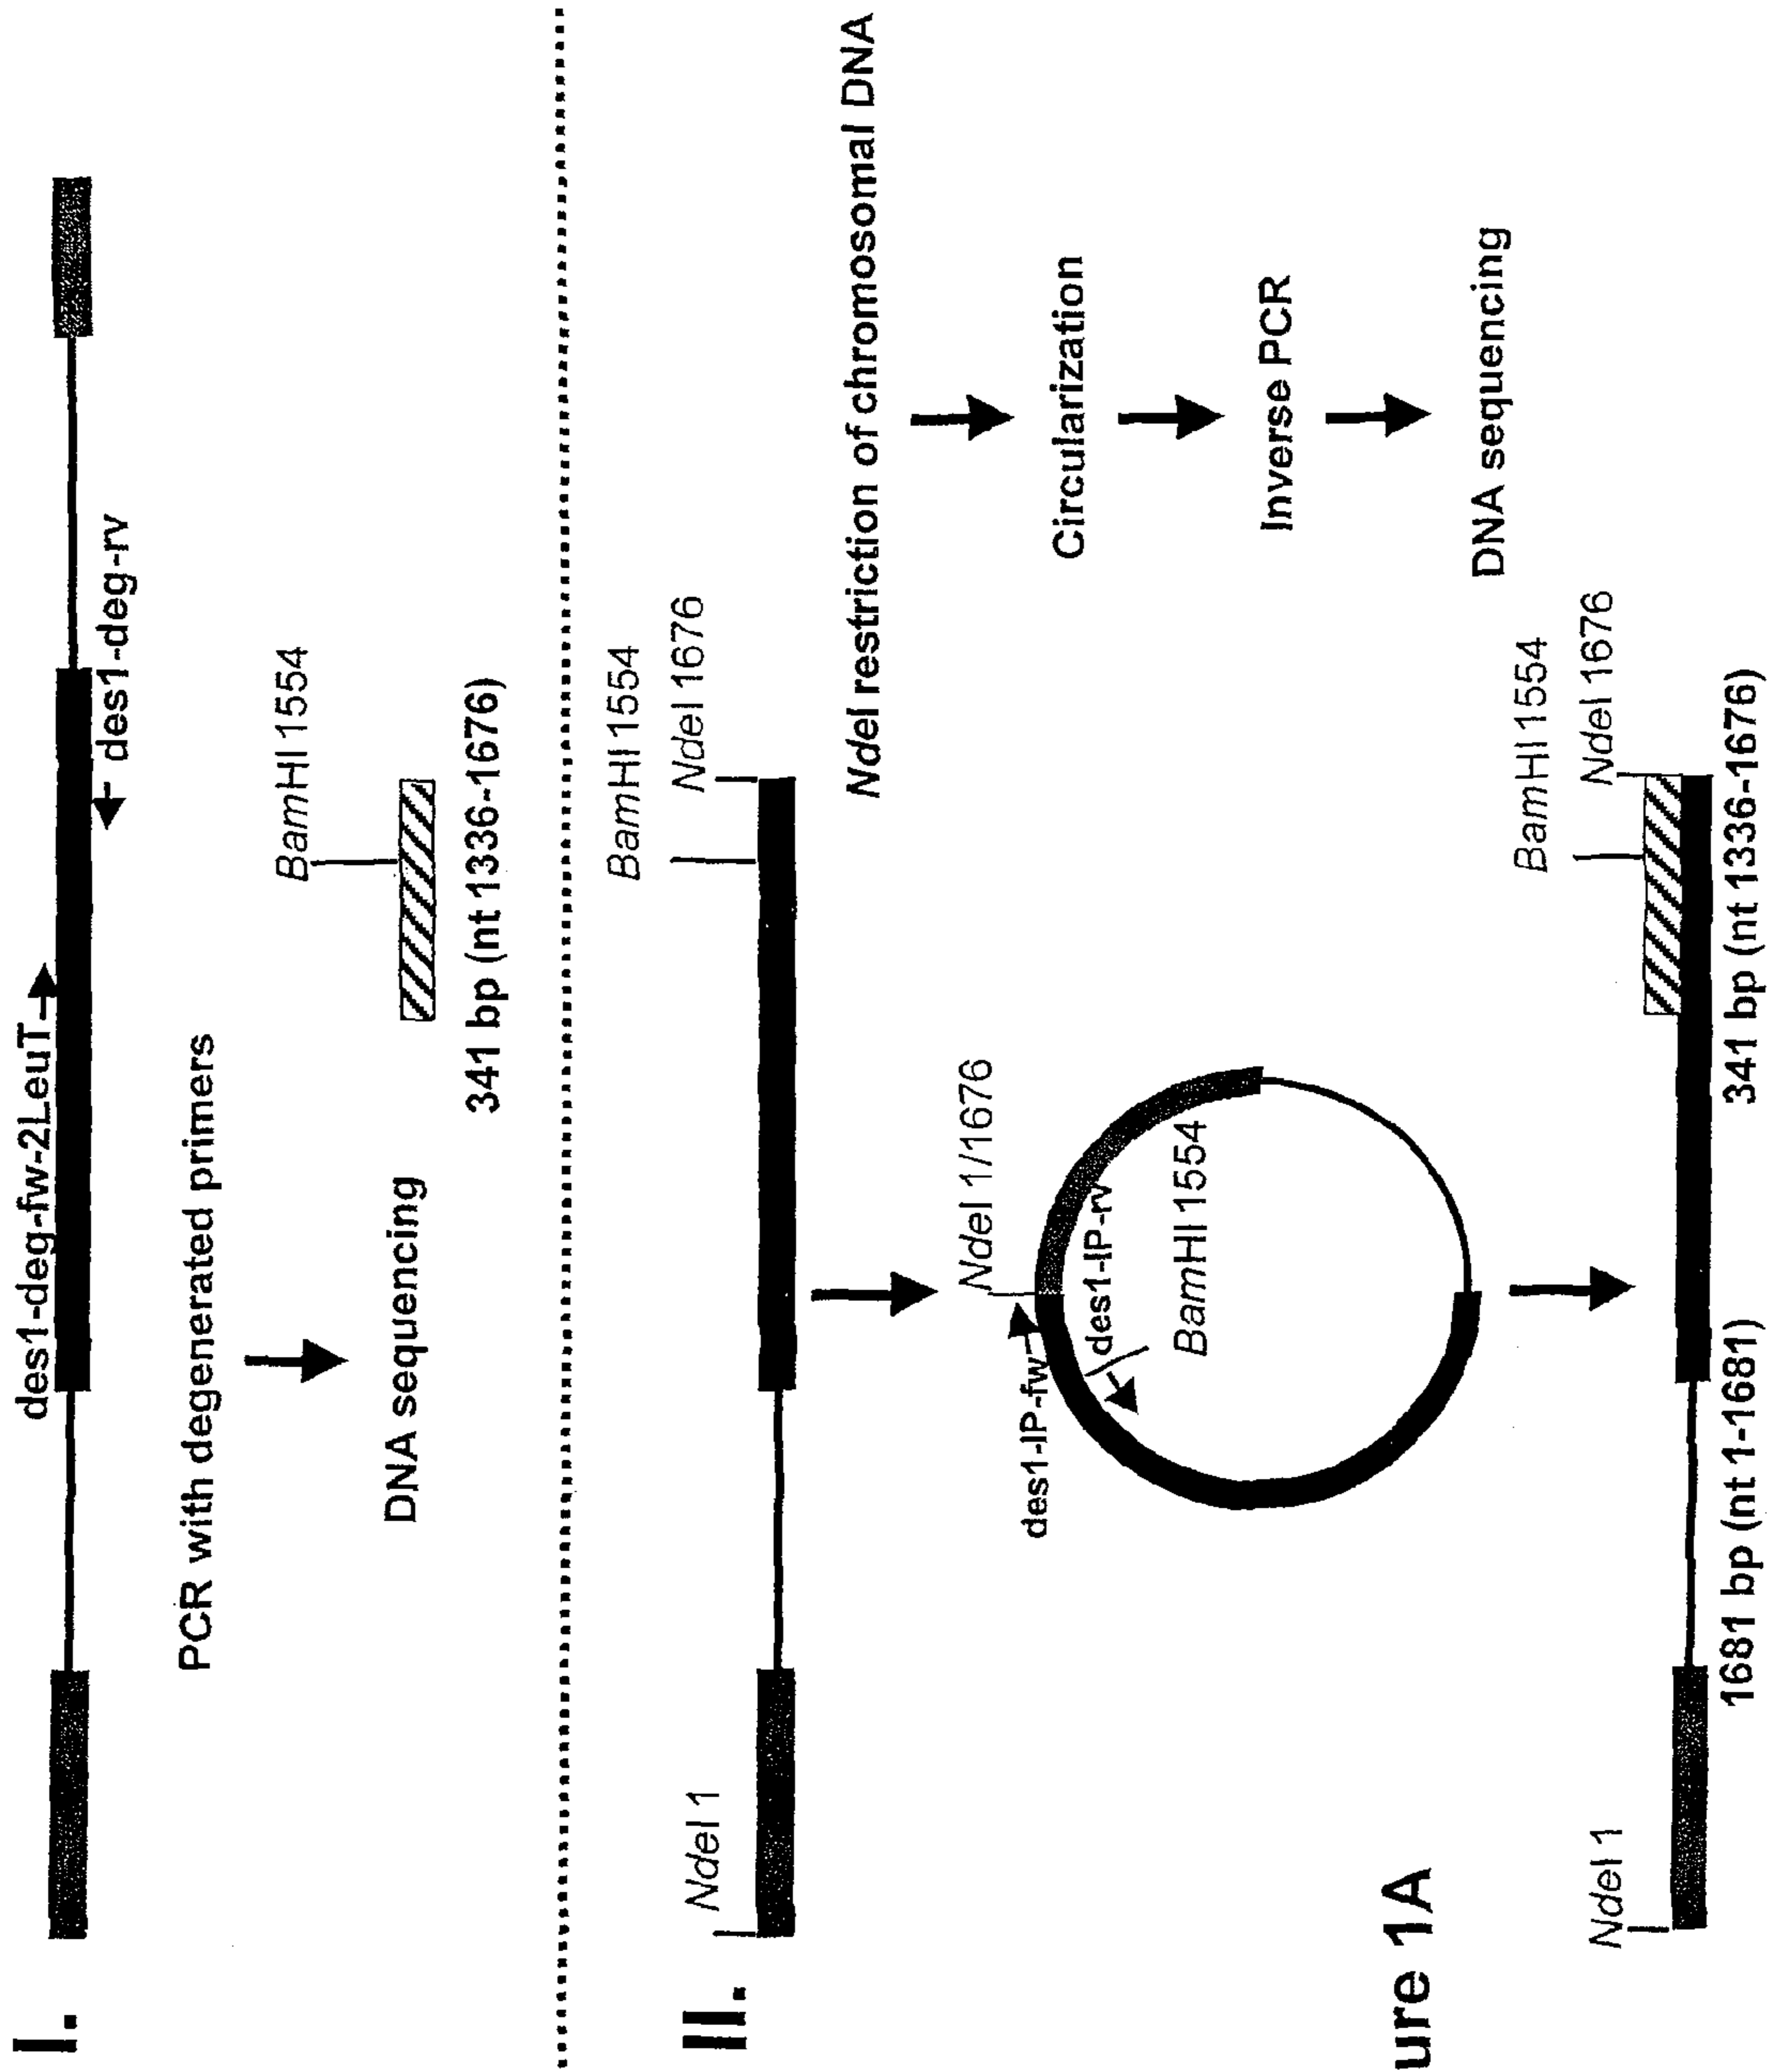 I.
des1-deg-fw-2LeuT
des1-deg-rv
PCR with degenerated primers
BamHI 1554
DNA sequencing
341 bp (nt 1336-1676)
II.
NdeI 1
BamHI 1554
NdeI 1676
NdeI restriction of chromosomal DNA
NdeI 1/1676
des1-IP-fw
des1-IP-rv
BamHI 1554
Circularization
Inverse PCR
DNA sequencing
ure 1A
NdeI 1
BamHI 1554
NdeI 1676
1681 bp (nt 1-1681)
341 bp (nt 1336-1676)